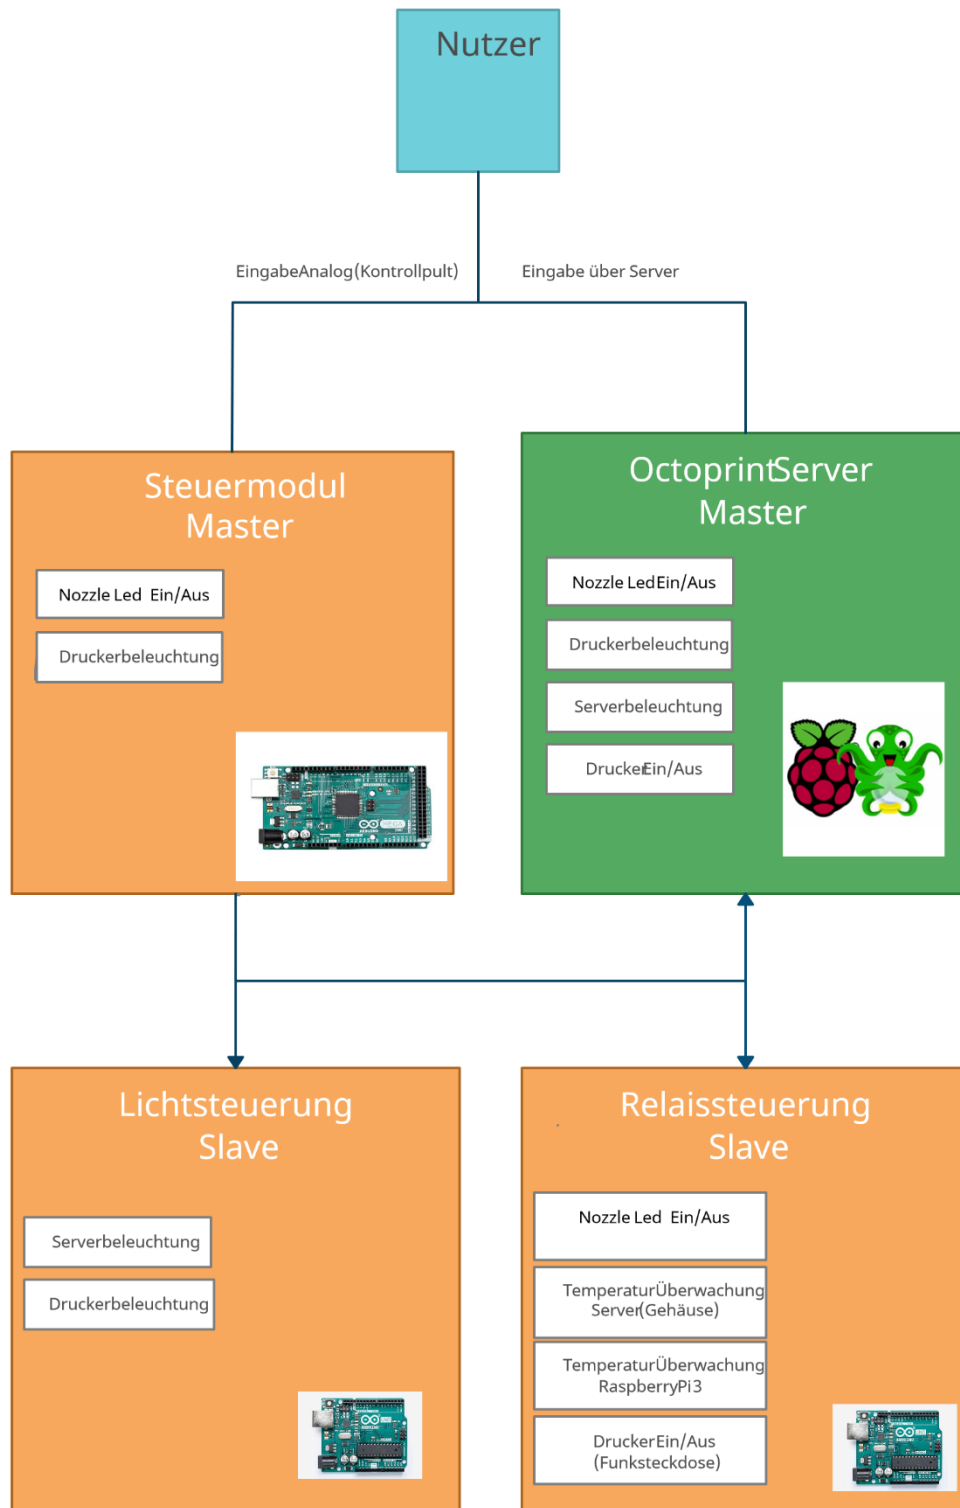 Nutzer
EingabeAnalog(Kontrollpult)
Eingabe über Server
Steuermodul
Master
Nozzle Led Ein/Aus
Druckerbeleuchtung
OctoprintServer
Master
Nozzle LedEin/Aus
Druckerbeleuchtung
Serverbeleuchtung
DruckerEin/Aus
Lichtsteuerung
Slave
Serverbeleuchtung
Druckerbeleuchtung
Relaissteuerung
Slave
Nozzle Led Ein/Aus
TemperaturÜberwachung
Server(Gehäuse)
TemperaturÜberwachung
RaspberryPi3
DruckerEin/Aus
(Funksteckdose)